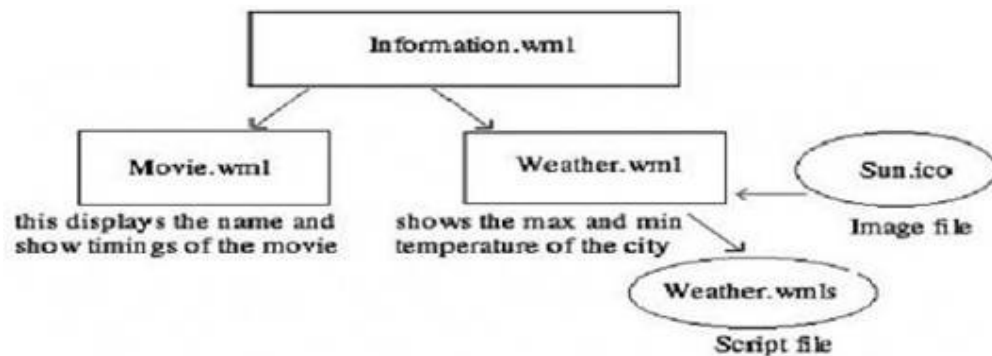 Information.wml
Movie.wml
this displays the name and
show timings of the movie
Weather.wml
shows the max and min
temperature of the city
Sun.ico
Image file
Weather.wmls
Script file